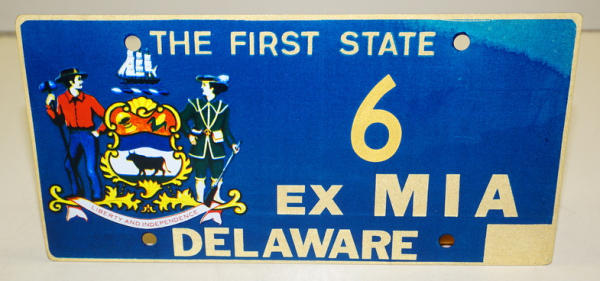 THE FIRST STATE
6
EX MIA
LIBERTY AND INDEPENDENCE
DELAWARE